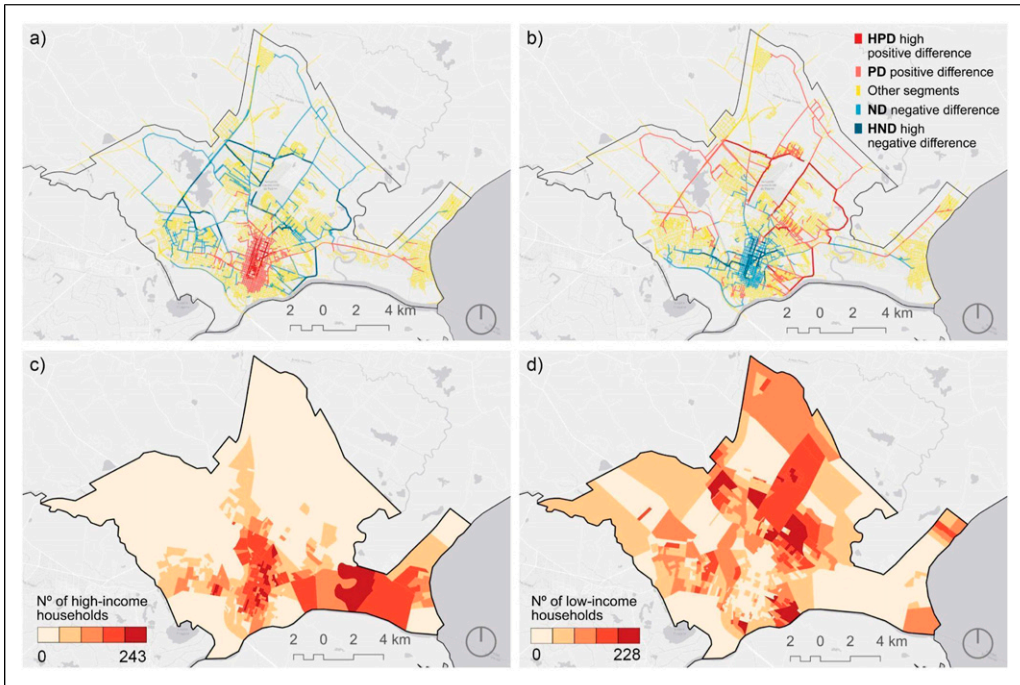 a)
b)
HPD high
positive difference
PD positive difference
Other segments
ND negative difference
HND high
negative difference
2 0 2 4 km
2 0 2 4 km
c)
d)
Nº of high-income
households
0 243
2 0 2 4 km
Nº of low-income
households
0 228
2 0 2 4 km